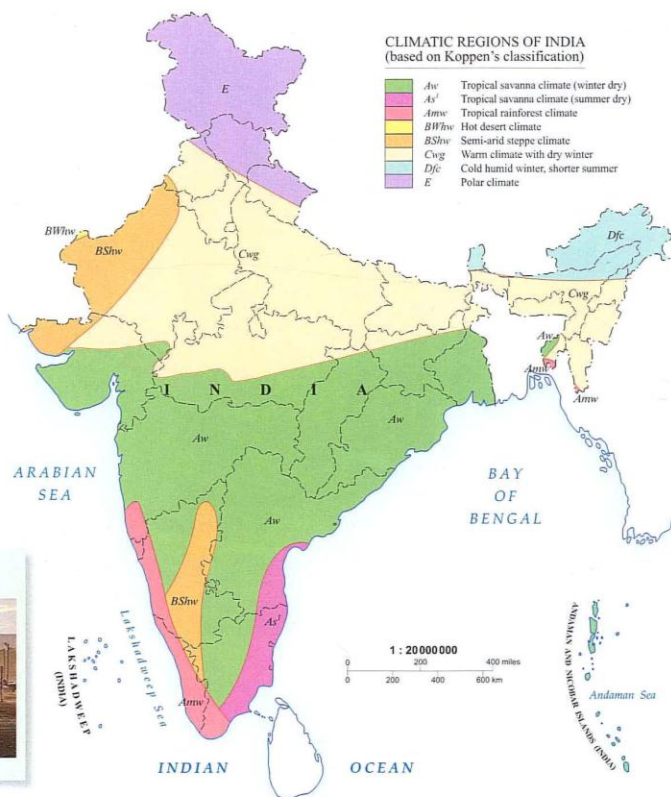 CLIMATIC REGIONS OF INDIA
(based on Koppen's classification)
Aw Tropical savanna climate (winter dry)
As¹ Tropical savanna climate (summer dry)
Amw Tropical rainforest climate
BWhw Hot desert climate
BShw Semi-arid steppe climate
Cwg Warm climate with dry winter
Dfc Cold humid winter, shorter summer
E Polar climate
E
BWhw
BShw
Cwg
Dfc
Cwg
Aw
Amw
Amw
I N D I A
Aw
Aw
Aw
ARABIAN
SEA
BAY
OF
BENGAL
BShw
As¹
Amw
Lakshadweep Sea
LAKSHADWEEP
(INDIA)
1 : 20000000
0 200 400 miles
0 200 400 600 km
ANDAMAN AND NICOBAR ISLANDS (INDIA)
Andaman Sea
INDIAN OCEAN